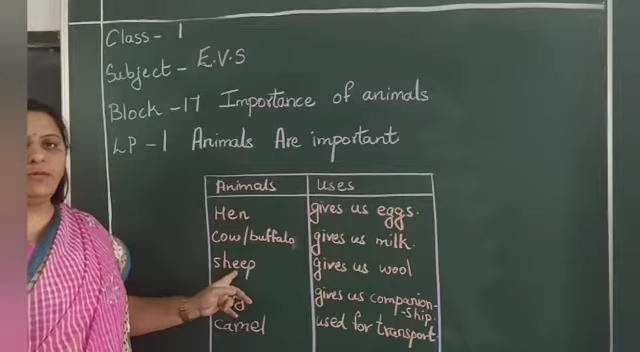 Class - 1
Subject - E.V.S
Block - 17 Importance of animals
LP - 1 Animals Are important
Animals Uses
Hen gives us eggs.
Cow/buffalo gives us milk.
Sheep gives us wool
gives us companion-
-ship.
camel used for transport.